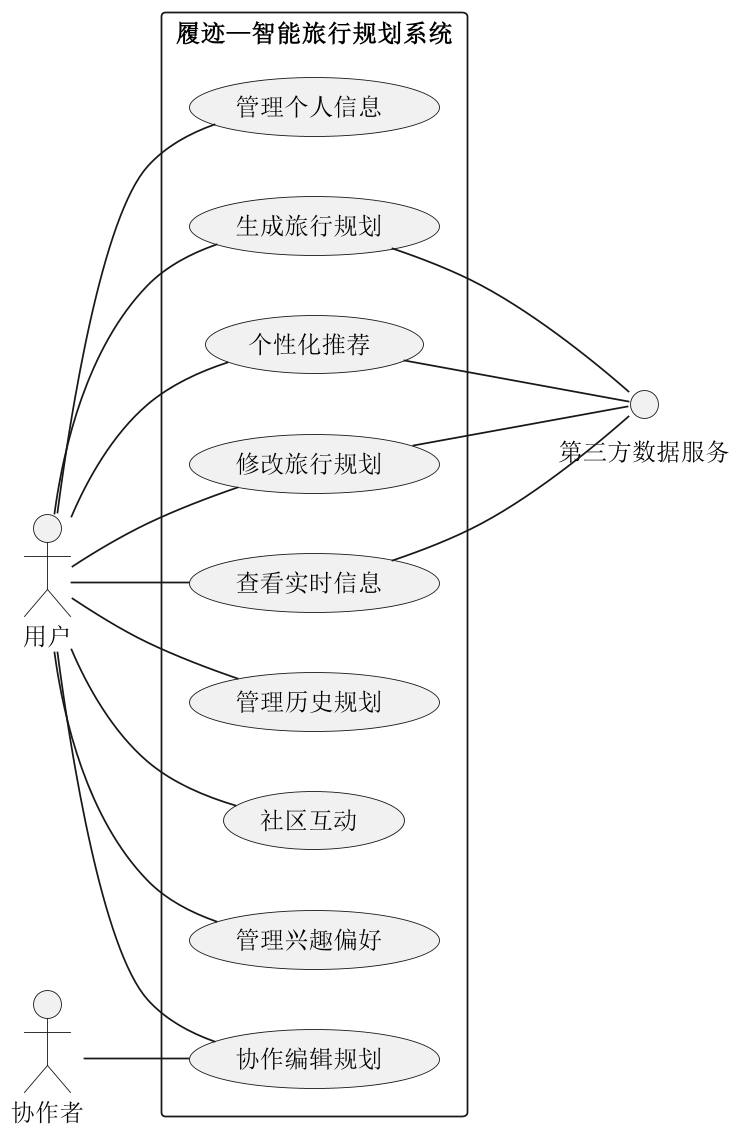 履迹—智能旅行规划系统
管理个人信息
生成旅行规划
个性化推荐
第三方数据服务
修改旅行规划
查看实时信息
用户
管理历史规划
社区互动
管理兴趣偏好
协作编辑规划
协作者